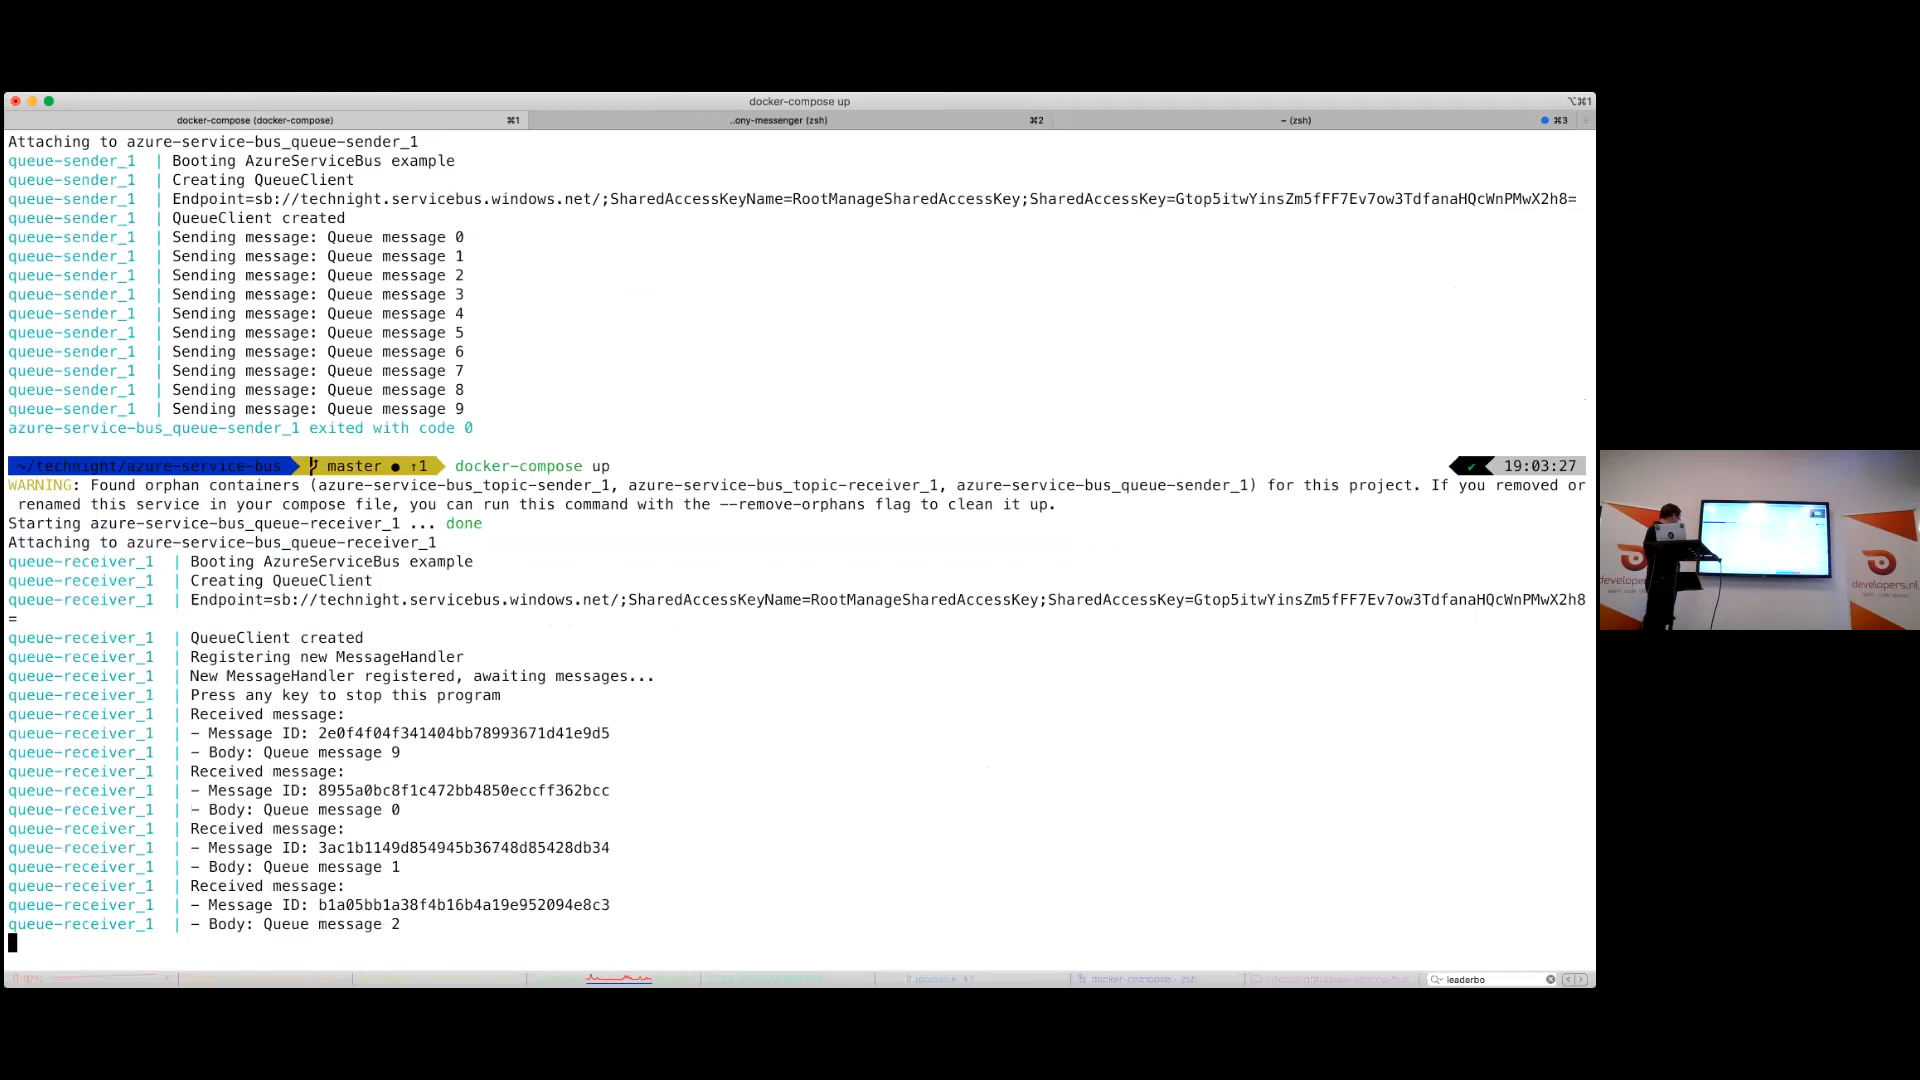 docker-compose up
⌥⌘1
docker-compose (docker-compose) ⌘1
..ony-messenger (zsh) ⌘2
~ (zsh) ⌘3
Attaching to azure-service-bus_queue-sender_1
queue-sender_1 | Booting AzureServiceBus example
queue-sender_1 | Creating QueueClient
queue-sender_1 | Endpoint=sb://technight.servicebus.windows.net/;SharedAccessKeyName=RootManageSharedAccessKey;SharedAccessKey=Gtop5itwYinsZm5fFF7Ev7ow3TdfanaHQcWnPMwX2h8=
queue-sender_1 | QueueClient created
queue-sender_1 | Sending message: Queue message 0
queue-sender_1 | Sending message: Queue message 1
queue-sender_1 | Sending message: Queue message 2
queue-sender_1 | Sending message: Queue message 3
queue-sender_1 | Sending message: Queue message 4
queue-sender_1 | Sending message: Queue message 5
queue-sender_1 | Sending message: Queue message 6
queue-sender_1 | Sending message: Queue message 7
queue-sender_1 | Sending message: Queue message 8
queue-sender_1 | Sending message: Queue message 9
azure-service-bus_queue-sender_1 exited with code 0
~/technight/azure-service-bus master ● ↑1 docker-compose up ✔ 19:03:27
WARNING: Found orphan containers (azure-service-bus_topic-sender_1, azure-service-bus_topic-receiver_1, azure-service-bus_queue-sender_1) for this project. If you removed or
renamed this service in your compose file, you can run this command with the --remove-orphans flag to clean it up.
Starting azure-service-bus_queue-receiver_1 ... done
Attaching to azure-service-bus_queue-receiver_1
queue-receiver_1 | Booting AzureServiceBus example
queue-receiver_1 | Creating QueueClient
queue-receiver_1 | Endpoint=sb://technight.servicebus.windows.net/;SharedAccessKeyName=RootManageSharedAccessKey;SharedAccessKey=Gtop5itwYinsZm5fFF7Ev7ow3TdfanaHQcWnPMwX2h8
=
queue-receiver_1 | QueueClient created
queue-receiver_1 | Registering new MessageHandler
queue-receiver_1 | New MessageHandler registered, awaiting messages...
queue-receiver_1 | Press any key to stop this program
queue-receiver_1 | Received message:
queue-receiver_1 | - Message ID: 2e0f4f04f341404bb78993671d41e9d5
queue-receiver_1 | - Body: Queue message 9
queue-receiver_1 | Received message:
queue-receiver_1 | - Message ID: 8955a0bc8f1c472bb4850eccff362bcc
queue-receiver_1 | - Body: Queue message 0
queue-receiver_1 | Received message:
queue-receiver_1 | - Message ID: 3ac1b1149d854945b36748d85428db34
queue-receiver_1 | - Body: Queue message 1
queue-receiver_1 | Received message:
queue-receiver_1 | - Message ID: b1a05bb1a38f4b16b4a19e952094e8c3
queue-receiver_1 | - Body: Queue message 2
leaderbo
developers.nl